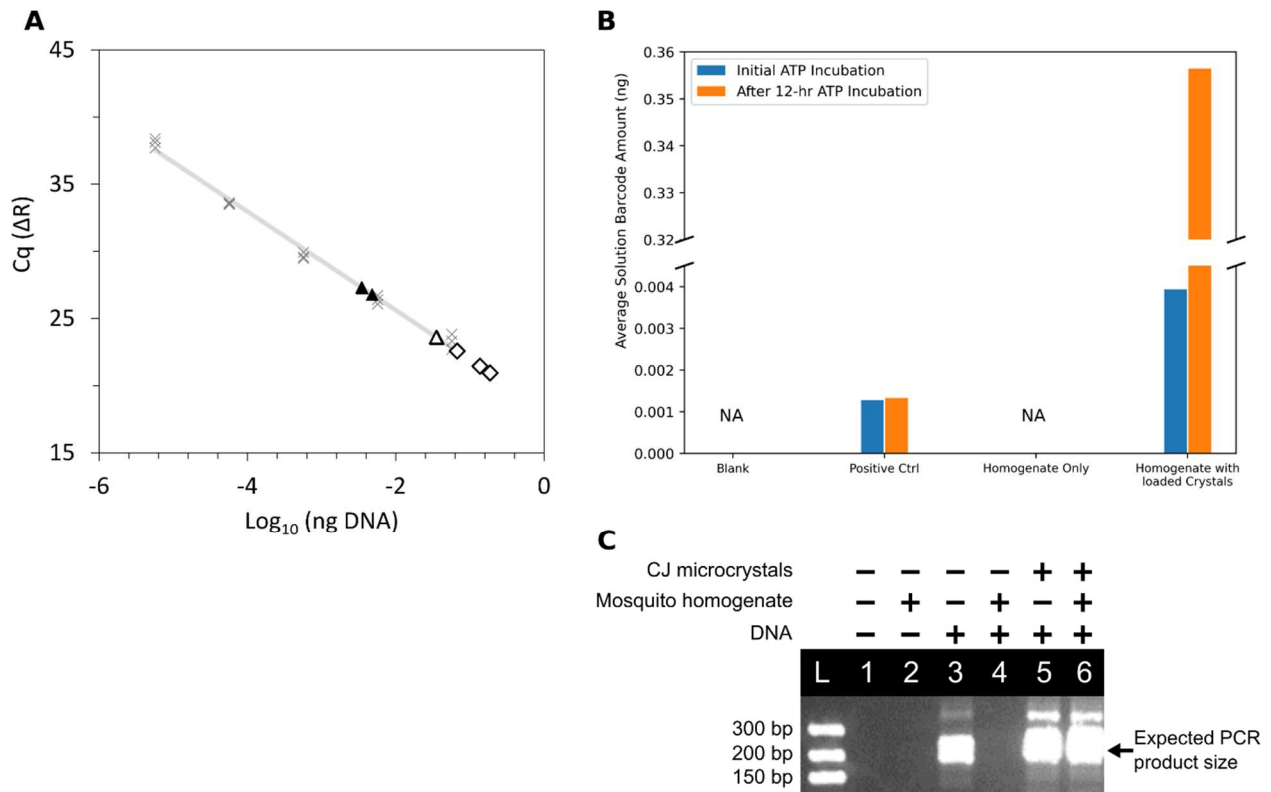 A
45
35
25
15
Cq (ΔR)
-6
-4
-2
0
Log10 (ng DNA)
B
0.36
0.35
0.34
0.33
0.32
0.004
0.003
0.002
0.001
0.000
Average Solution Barcode Amount (ng)
Initial ATP Incubation
After 12-hr ATP Incubation
NA
NA
Blank
Positive Ctrl
Homogenate Only
Homogenate with
loaded Crystals
C
CJ microcrystals − − − − + +
Mosquito homogenate − + − + − +
DNA − − + + + +
L 1 2 3 4 5 6
300 bp
200 bp
150 bp
Expected PCR
product size